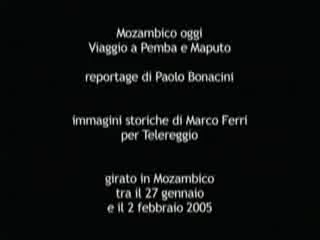 Mozambico oggi
Viaggio a Pemba e Maputo
reportage di Paolo Bonacini
immagini storiche di Marco Ferri
per Telereggio
girato in Mozambico
tra il 27 gennaio
e il 2 febbraio 2005